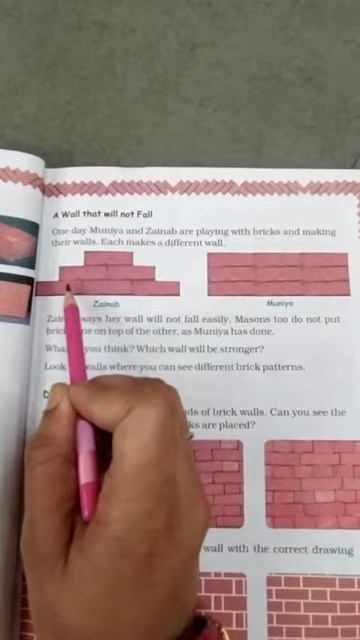 A Wall that will not Fall
One day Muniya and Zainab are playing with bricks and making
their walls. Each makes a different wall.
Zainab
Muniya
says her wall will not fall easily. Masons too do not put
one on top of the other, as Muniya has done.
you think? Which wall will be stronger?
Look walls where you can see different brick patterns.
of brick walls. Can you see the
are placed?
wall with the correct drawing